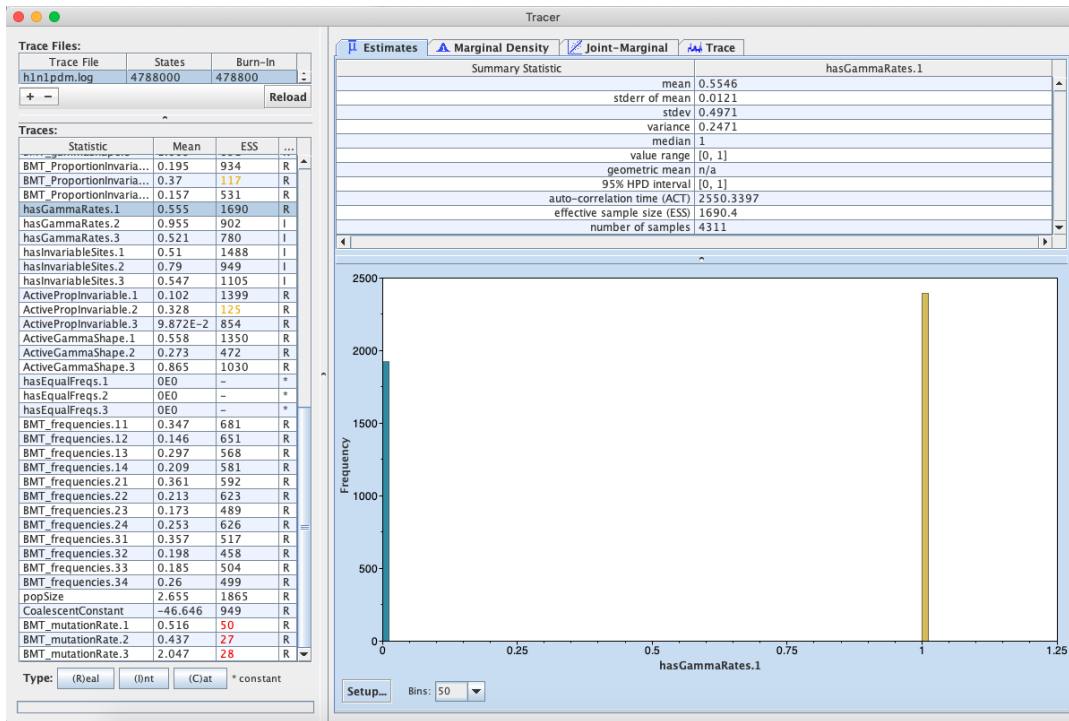 Tracer
Trace Files:
Trace File States Burn-In
h1n1pdm.log 4788000 478800
+ −
Reload
Traces:
Statistic Mean ESS ...
BMT_ProportionInvaria... 0.195 934 R
BMT_ProportionInvaria... 0.37 117 R
BMT_ProportionInvaria... 0.157 531 R
hasGammaRates.1 0.555 1690 R
hasGammaRates.2 0.955 902 I
hasGammaRates.3 0.521 780 I
hasInvariableSites.1 0.51 1488 I
hasInvariableSites.2 0.79 949 I
hasInvariableSites.3 0.547 1105 I
ActivePropInvariable.1 0.102 1399 R
ActivePropInvariable.2 0.328 125 R
ActivePropInvariable.3 9.872E-2 854 R
ActiveGammaShape.1 0.558 1350 R
ActiveGammaShape.2 0.273 472 R
ActiveGammaShape.3 0.865 1030 R
hasEqualFreqs.1 0E0 – *
hasEqualFreqs.2 0E0 – *
hasEqualFreqs.3 0E0 – *
BMT_frequencies.11 0.347 681 R
BMT_frequencies.12 0.146 651 R
BMT_frequencies.13 0.297 568 R
BMT_frequencies.14 0.209 581 R
BMT_frequencies.21 0.361 592 R
BMT_frequencies.22 0.213 623 R
BMT_frequencies.23 0.173 489 R
BMT_frequencies.24 0.253 626 R
BMT_frequencies.31 0.357 517 R
BMT_frequencies.32 0.198 458 R
BMT_frequencies.33 0.185 504 R
BMT_frequencies.34 0.26 499 R
popSize 2.655 1865 R
CoalescentConstant −46.646 949 R
BMT_mutationRate.1 0.516 50 R
BMT_mutationRate.2 0.437 27 R
BMT_mutationRate.3 2.047 28 R
Type: (R)eal (I)nt (C)at * constant
Estimates Marginal Density Joint-Marginal Trace
Summary Statistic hasGammaRates.1
mean 0.5546
stderr of mean 0.0121
stdev 0.4971
variance 0.2471
median 1
value range [0, 1]
geometric mean n/a
95% HPD interval [0, 1]
auto-correlation time (ACT) 2550.3397
effective sample size (ESS) 1690.4
number of samples 4311
2500
2000
1500
1000
500
0
Frequency
0 0.25 0.5 0.75 1 1.25
hasGammaRates.1
Setup... Bins: 50